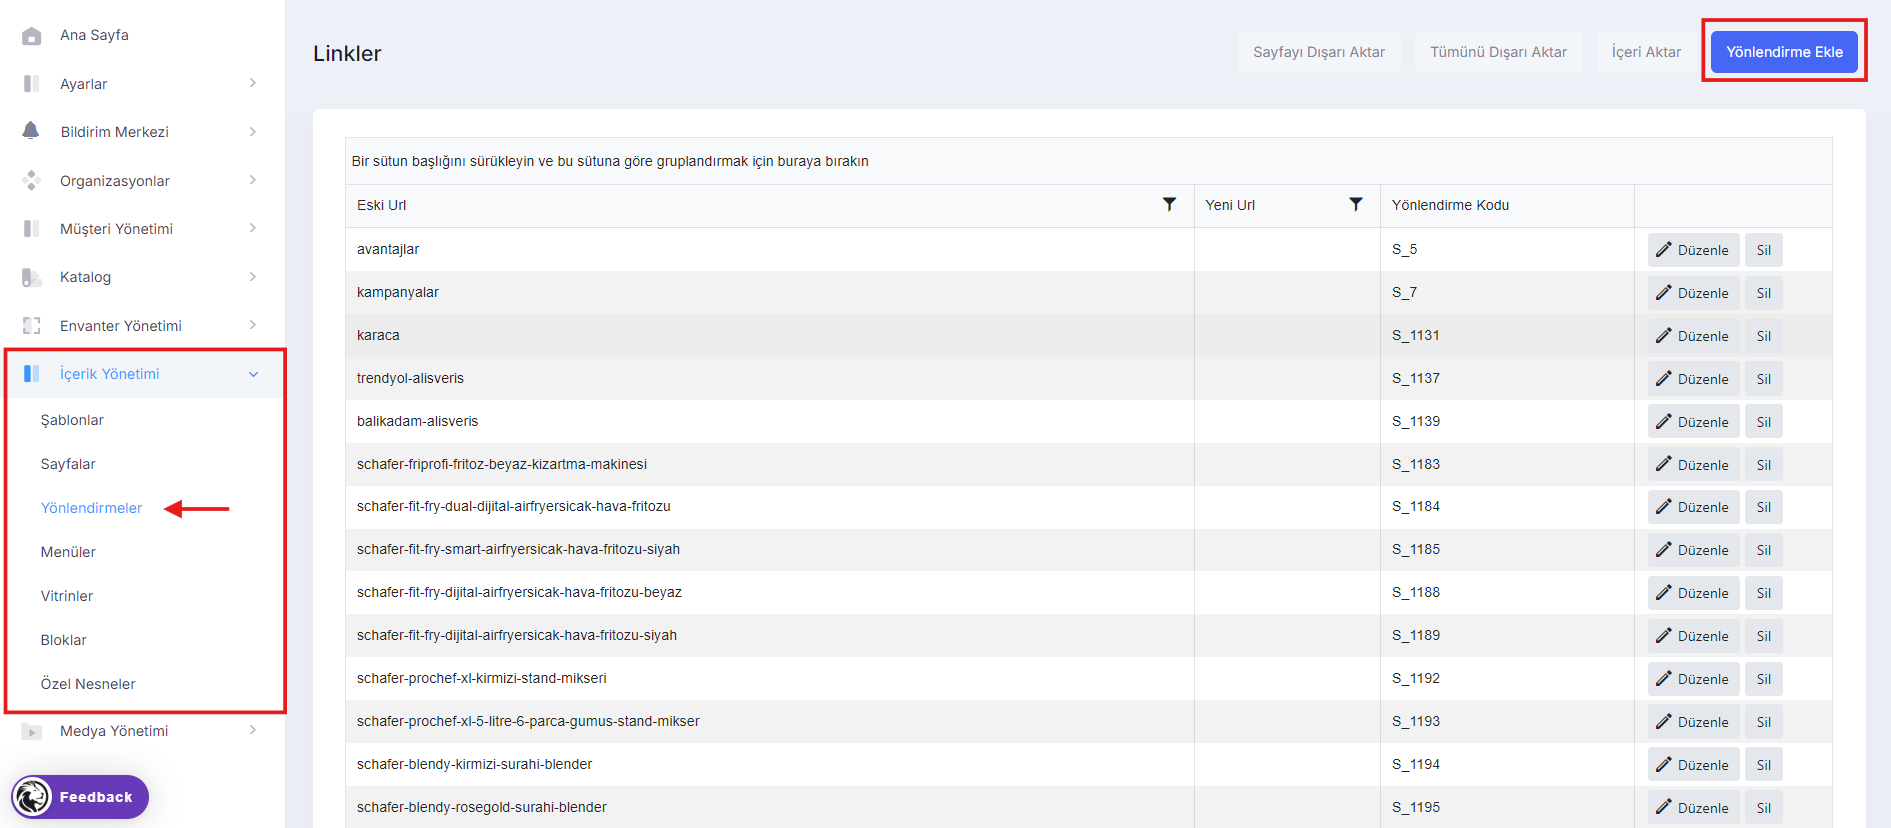 Ana Sayfa
Ayarlar
Bildirim Merkezi
Organizasyonlar
Müşteri Yönetimi
Katalog
Envanter Yönetimi
İçerik Yönetimi
Şablonlar
Sayfalar
Yönlendirmeler
Menüler
Vitrinler
Bloklar
Özel Nesneler
Medya Yönetimi
Feedback
Linkler
Sayfayı Dışarı Aktar Tümünü Dışarı Aktar İçeri Aktar Yönlendirme Ekle
Bir sütun başlığını sürükleyin ve bu sütuna göre gruplandırmak için buraya bırakın
Eski Url Yeni Url Yönlendirme Kodu
avantajlar S_5 Düzenle Sil
kampanyalar S_7 Düzenle Sil
karaca S_1131 Düzenle Sil
trendyol-alisveris S_1137 Düzenle Sil
balikadam-alisveris S_1139 Düzenle Sil
schafer-friprofi-fritoz-beyaz-kizartma-makinesi S_1183 Düzenle Sil
schafer-fit-fry-dual-dijital-airfryersicak-hava-fritozu S_1184 Düzenle Sil
schafer-fit-fry-smart-airfryersicak-hava-fritozu-siyah S_1185 Düzenle Sil
schafer-fit-fry-dijital-airfryersicak-hava-fritozu-beyaz S_1188 Düzenle Sil
schafer-fit-fry-dijital-airfryersicak-hava-fritozu-siyah S_1189 Düzenle Sil
schafer-prochef-xl-kirmizi-stand-mikseri S_1192 Düzenle Sil
schafer-prochef-xl-5-litre-6-parca-gumus-stand-mikser S_1193 Düzenle Sil
schafer-blendy-kirmizi-surahi-blender S_1194 Düzenle Sil
schafer-blendy-rosegold-surahi-blender S_1195 Düzenle Sil